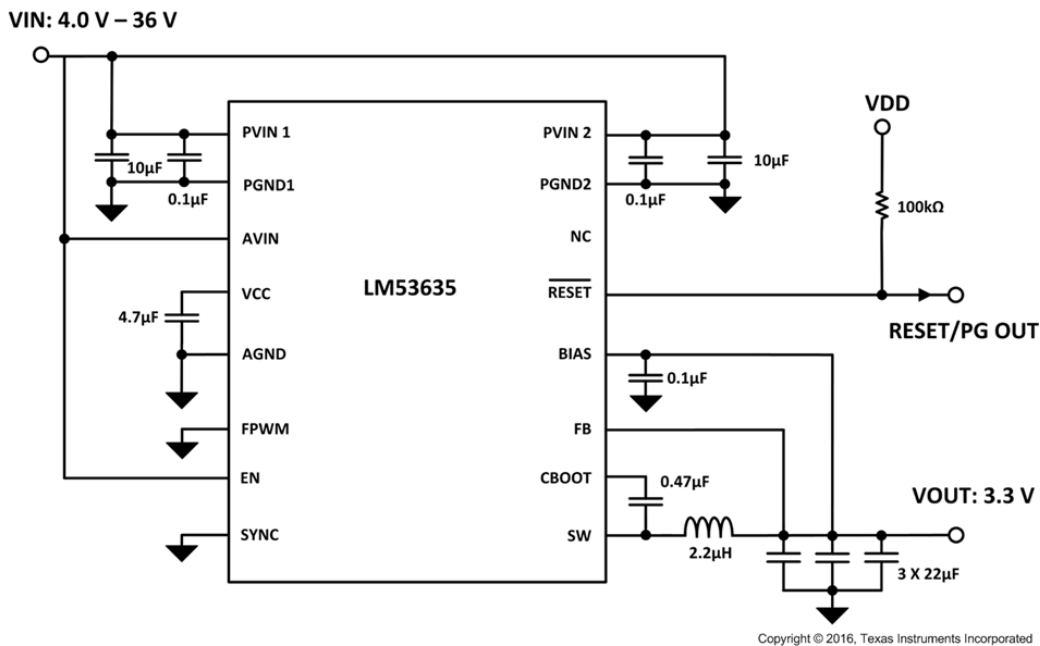 VIN: 4.0 V – 36 V
PVIN 1
PVIN 2
VDD
10µF
0.1µF
PGND1
PGND2
0.1µF
10µF
100kΩ
AVIN
NC
VCC
LM53635
RESET
4.7µF
RESET/PG OUT
AGND
BIAS
0.1µF
FPWM
FB
EN
CBOOT
0.47µF
VOUT: 3.3 V
SYNC
SW
2.2µH
3 X 22µF
Copyright © 2016, Texas Instruments Incorporated